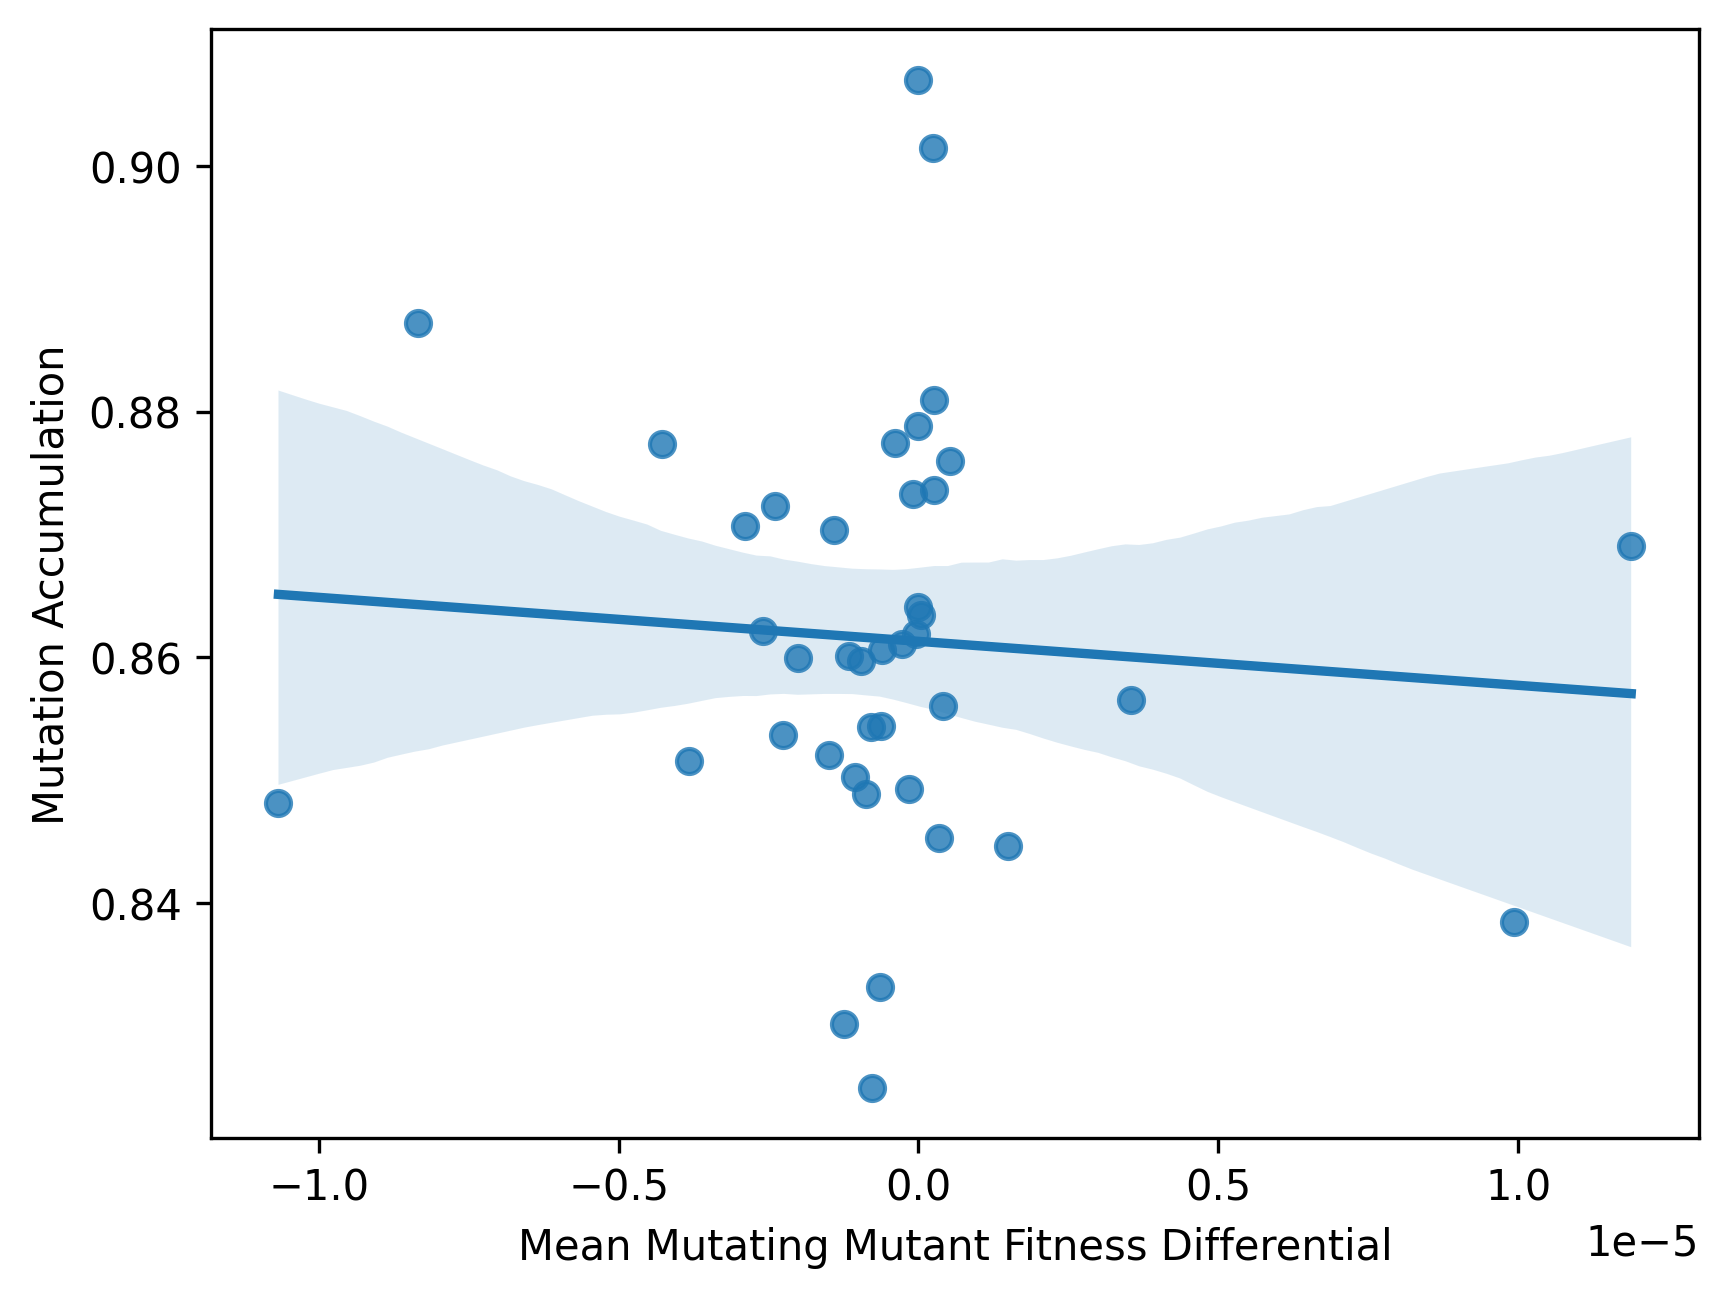 0.90
0.88
0.86
0.84
Mutation Accumulation
−1.0 −0.5 0.0 0.5 1.0
1e−5
Mean Mutating Mutant Fitness Differential